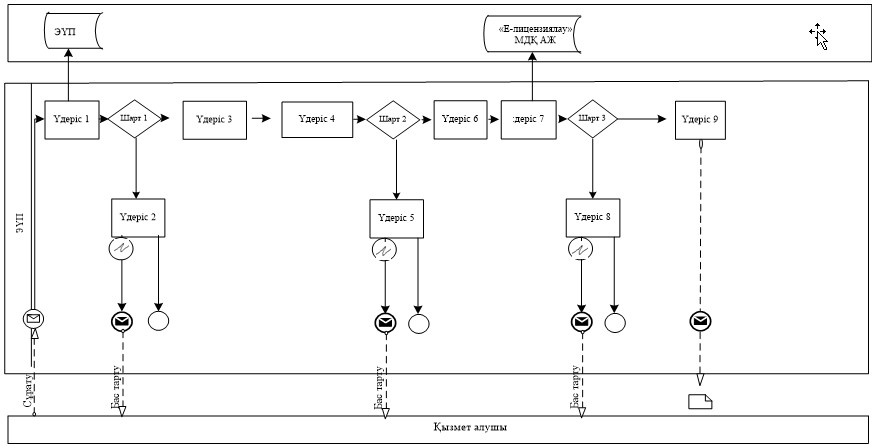 ЭҮП
«Е-лицензиялау»
МДҚ АЖ
Үдеріс 1
Шарт 1
Үдеріс 3
Үдеріс 4
Шарт 2
Үдеріс 6
:деріс 7
Шарт 3
Үдеріс 9
ЭҮП
Үдеріс 2
Үдеріс 5
Үдеріс 8
Сұрату
Бас тарту
Бас тарту
Бас тарту
Қызмет алушы